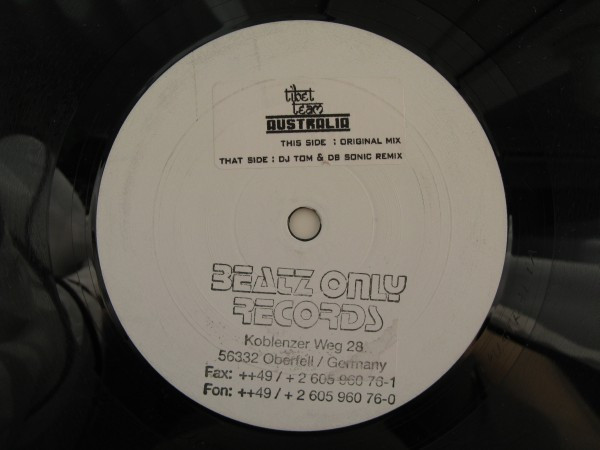 tibet
team
AUSTRALIA
THIS SIDE : ORIGINAL MIX
THAT SIDE : DJ TOM & DB SONIC REMIX
BEATZ ONLY
RECORDS
Koblenzer Weg 28
56332 Oberfell / Germany
Fax: ++49 / + 2 605 960 76-1
Fon: ++49 / + 2 605 960 76-0